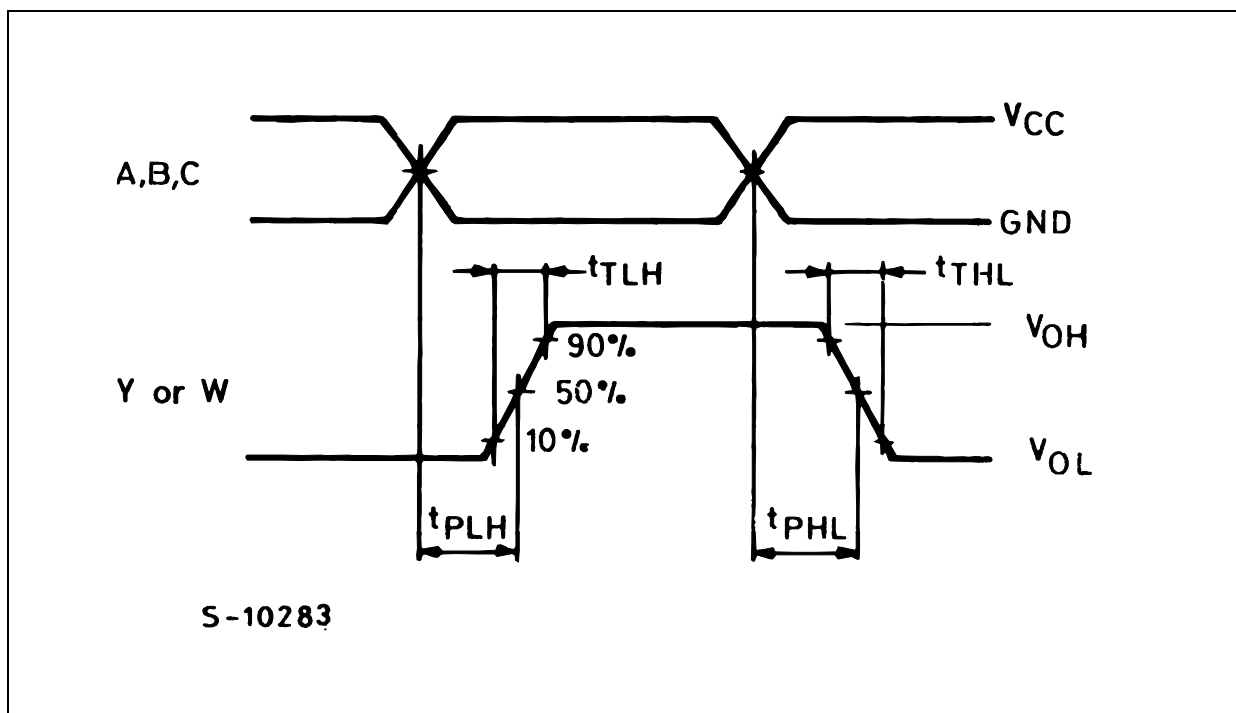 VCC
A,B,C
GND
tTLH
tTHL
VOH
90%
Y or W
50%
10%
VOL
tPLH
tPHL
S-10283